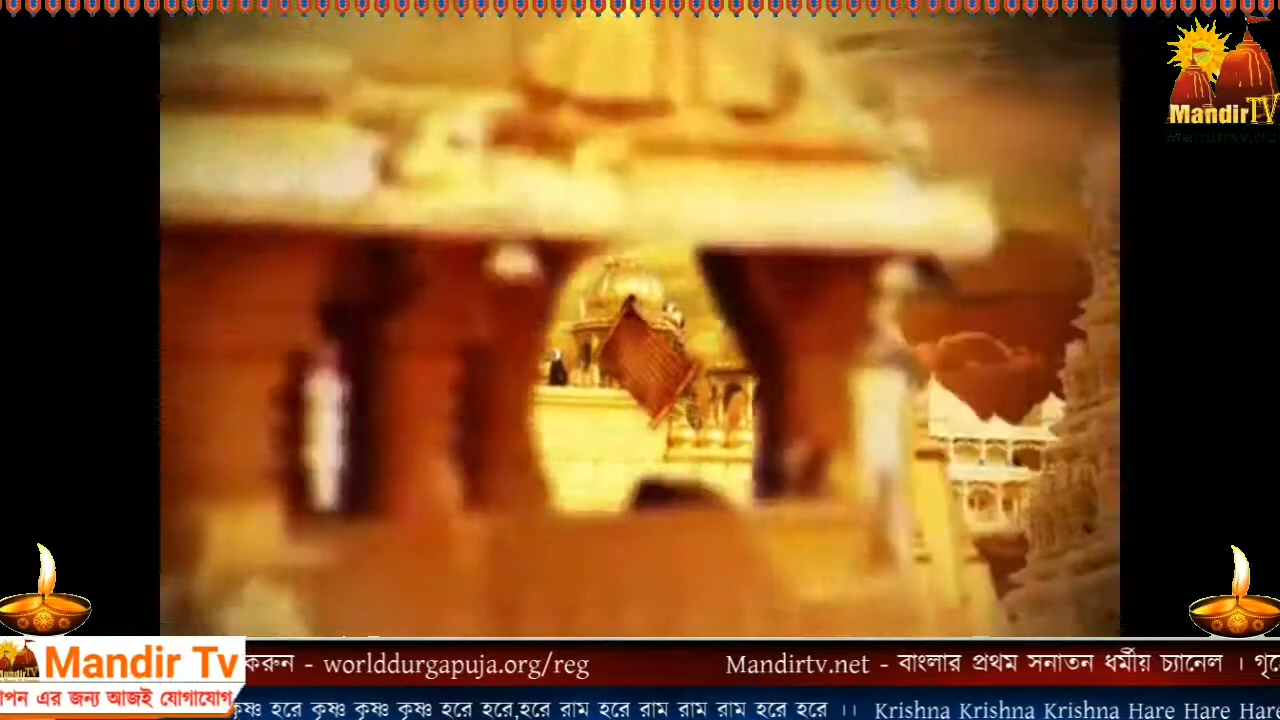 MandirTV
Mandir Tv
করুন - worlddurgapuja.org/reg
Mandirtv.net - বাংলার প্রথম সনাতন ধর্মীয় চ্যানেল ।
এর জন্য আজই যোগাযোগ
হরে কৃষ্ণ কৃষ্ণ কৃষ্ণ হরে হরে,হরে রাম হরে রাম রাম রাম হরে হরে ।। Krishna Krishna Krishna Hare Hare Hare